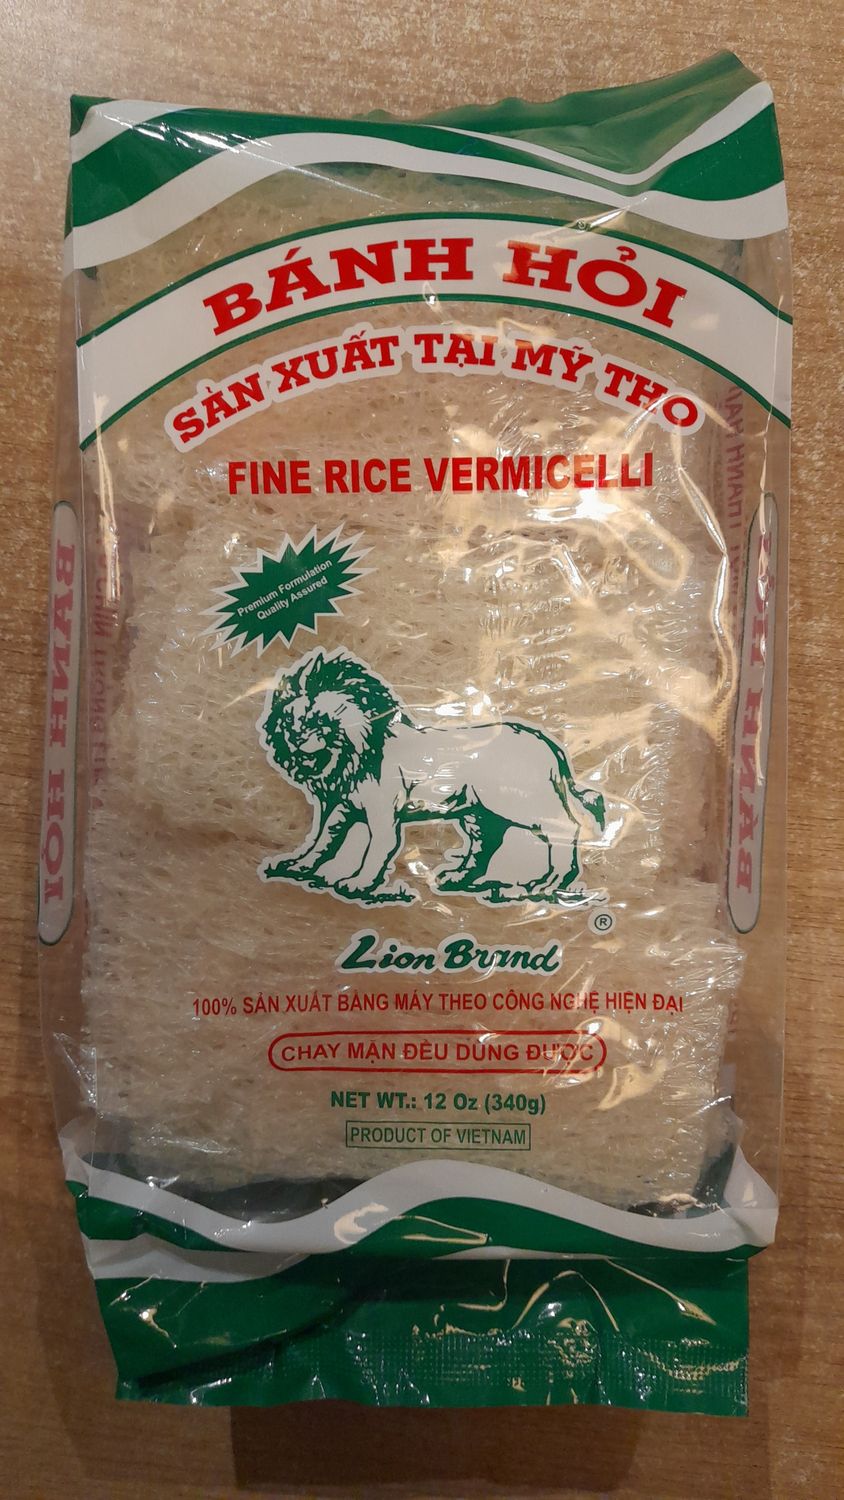 BÁNH HỎI
SẢN XUẤT TẠI MỸ THO
FINE RICE VERMICELLI
Premium Formulation
Quality Assured
BÁNH HỎI
BÁNH HỎI
®
Lion Brand
100% SẢN XUẤT BẰNG MÁY THEO CÔNG NGHỆ HIỆN ĐẠI
CHAY MẶN ĐỀU DÙNG ĐƯỢC
NET WT.: 12 Oz (340g)
PRODUCT OF VIETNAM